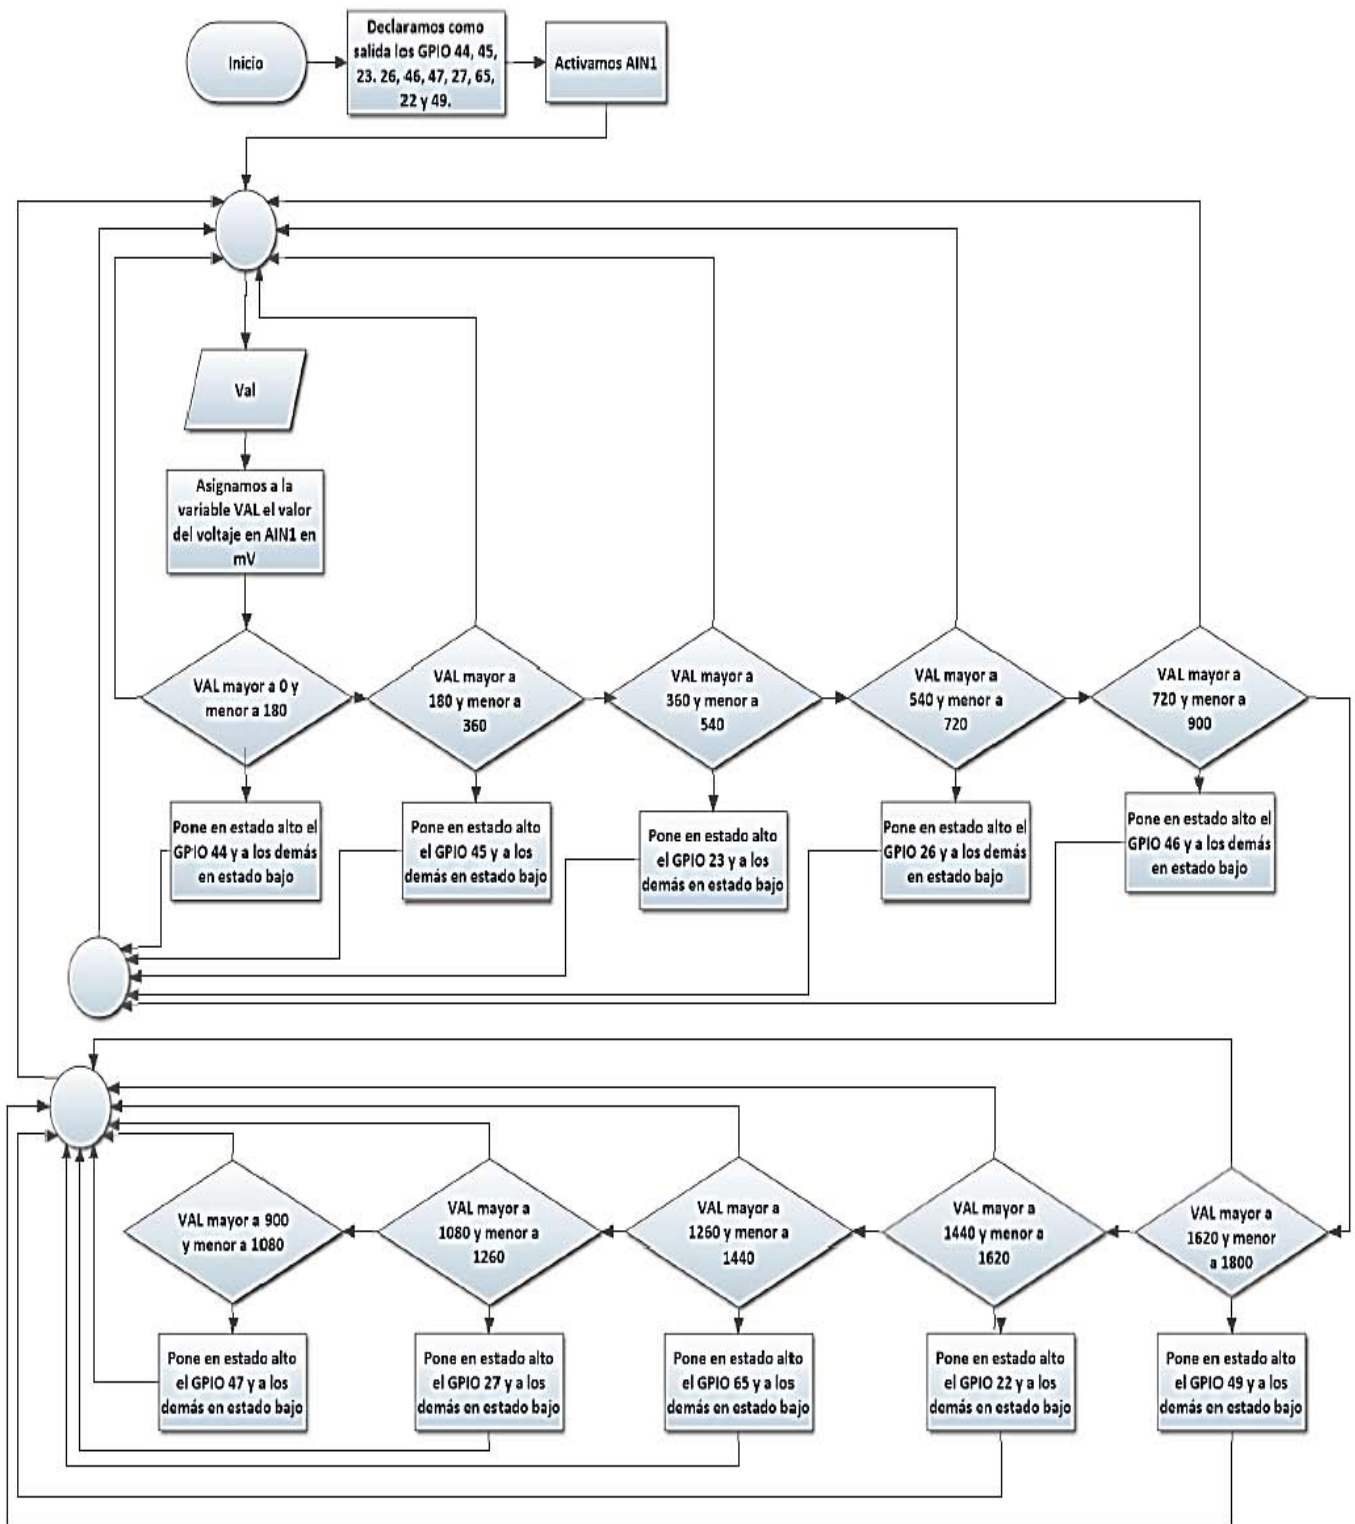 Inicio
Declaramos como
salida los GPIO 44, 45,
23. 26, 46, 47, 27, 65,
22 y 49.
Activamos AIN1
Val
Asignamos a la
variable VAL el valor
del voltaje en AIN1 en
mV
VAL mayor a 0 y
menor a 180
VAL mayor a
180 y menor a
360
VAL mayor a
360 y menor a
540
VAL mayor a
540 y menor a
720
VAL mayor a
720 y menor a
900
Pone en estado alto el
GPIO 44 y a los demás
en estado bajo
Pone en estado alto
el GPIO 45 y a los
demás en estado bajo
Pone en estado alto
el GPIO 23 y a los
demás en estado bajo
Pone en estado alto el
GPIO 26 y a los demás
en estado bajo
Pone en estado alto el
GPIO 46 y a los demás
en estado bajo
VAL mayor a 900
y menor a 1080
VAL mayor a
1080 y menor a
1260
VAL mayor a
1260 y menor a
1440
VAL mayor a
1440 y menor a
1620
VAL mayor a
1620 y menor
a 1800
Pone en estado alto
el GPIO 47 y a los
demás en estado bajo
Pone en estado alto
el GPIO 27 y a los
demás en estado bajo
Pone en estado alto
el GPIO 65 y a los
demás en estado bajo
Pone en estado alto
el GPIO 22 y a los
demás en estado bajo
Pone en estado alto
el GPIO 49 y a los
demás en estado bajo